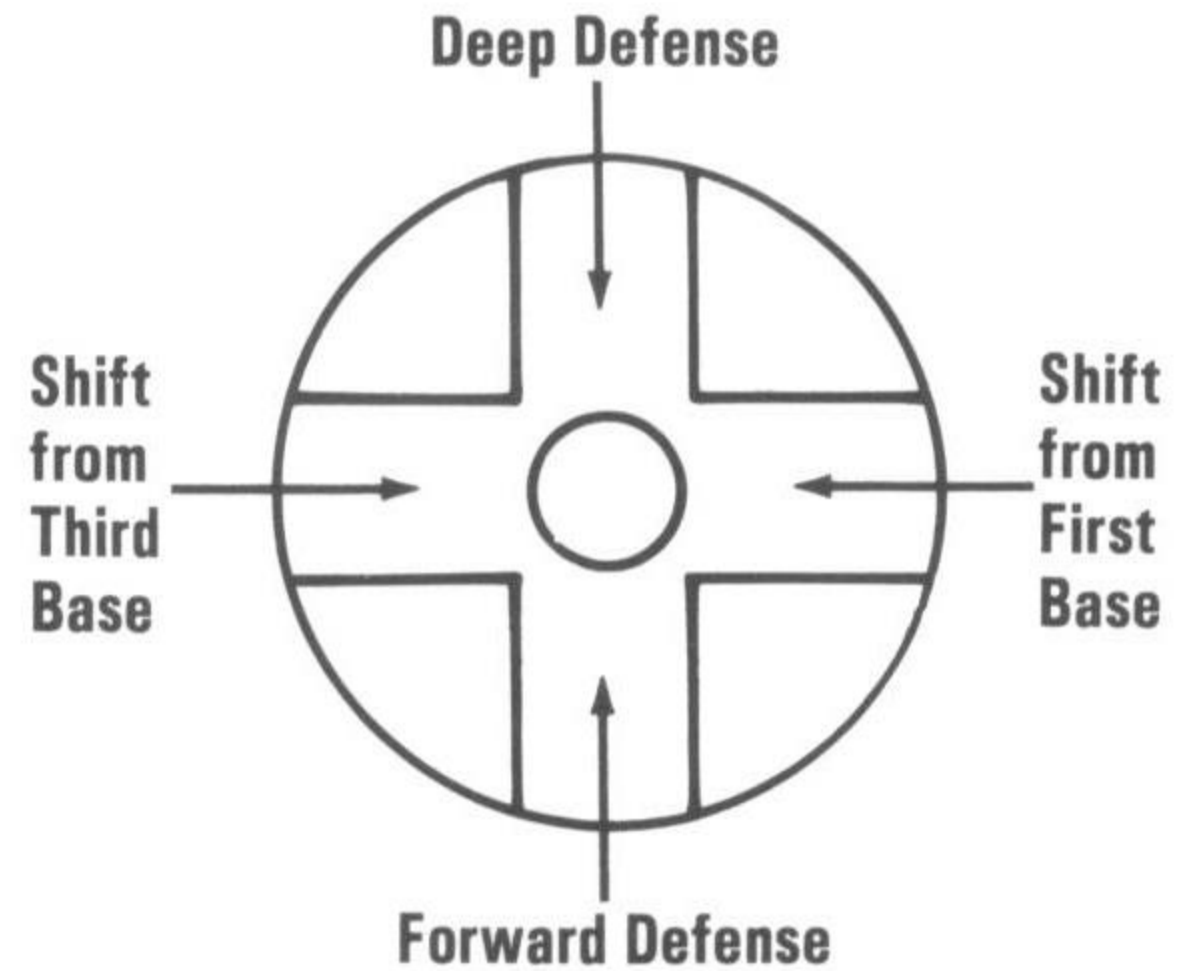 Deep Defense
Shift
from
Third
Base
Shift
from
First
Base
Forward Defense